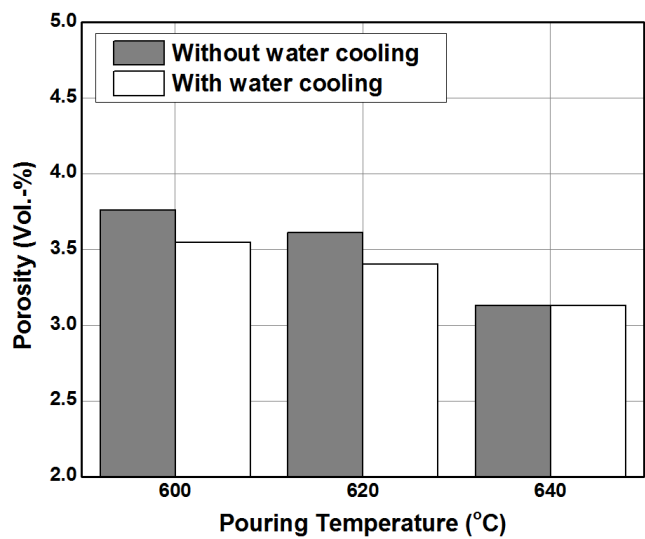 5.0
4.5
4.0
3.5
3.0
2.5
2.0
Porosity (Vol.-%)
Without water cooling
With water cooling
600 620 640
Pouring Temperature (°C)